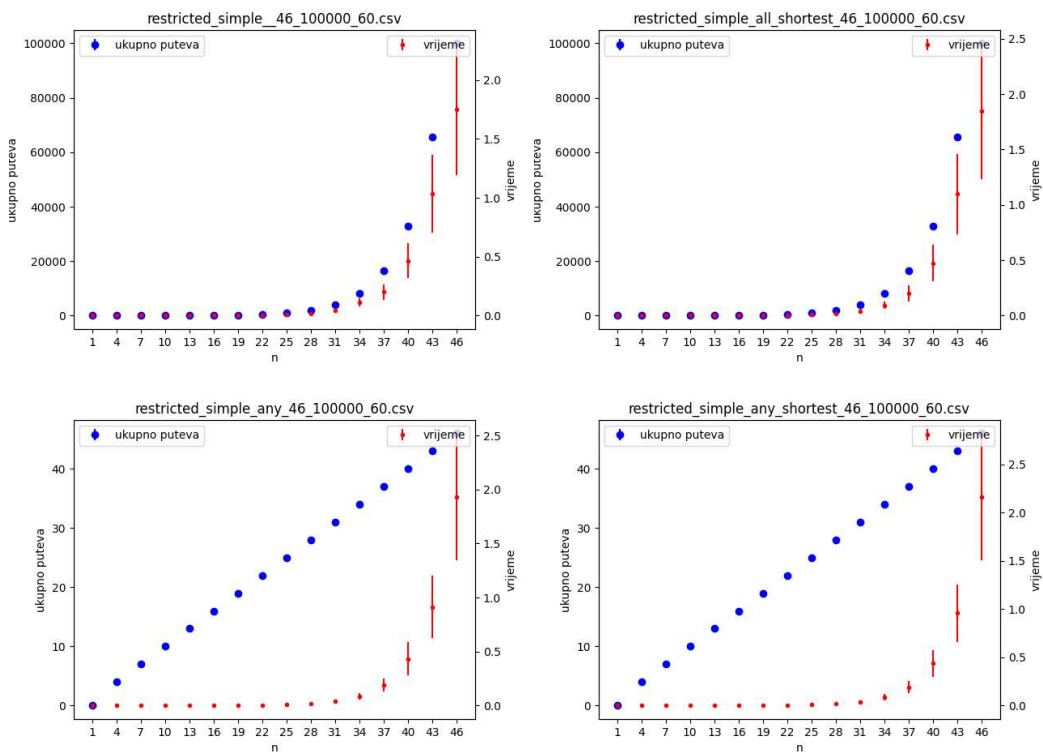 restricted_simple__46_100000_60.csv
ukupno puteva
vrijeme
100000
80000
60000
40000
20000
0
ukupno puteva
2.0
1.5
1.0
0.5
0.0
vrijeme
1 4 7 10 13 16 19 22 25 28 31 34 37 40 43 46
n
restricted_simple_all_shortest_46_100000_60.csv
ukupno puteva
vrijeme
100000
80000
60000
40000
20000
0
ukupno puteva
2.5
2.0
1.5
1.0
0.5
0.0
vrijeme
1 4 7 10 13 16 19 22 25 28 31 34 37 40 43 46
n
restricted_simple_any_46_100000_60.csv
ukupno puteva
vrijeme
40
30
20
10
0
ukupno puteva
2.5
2.0
1.5
1.0
0.5
0.0
vrijeme
1 4 7 10 13 16 19 22 25 28 31 34 37 40 43 46
n
restricted_simple_any_shortest_46_100000_60.csv
ukupno puteva
vrijeme
40
30
20
10
0
ukupno puteva
2.5
2.0
1.5
1.0
0.5
0.0
vrijeme
1 4 7 10 13 16 19 22 25 28 31 34 37 40 43 46
n